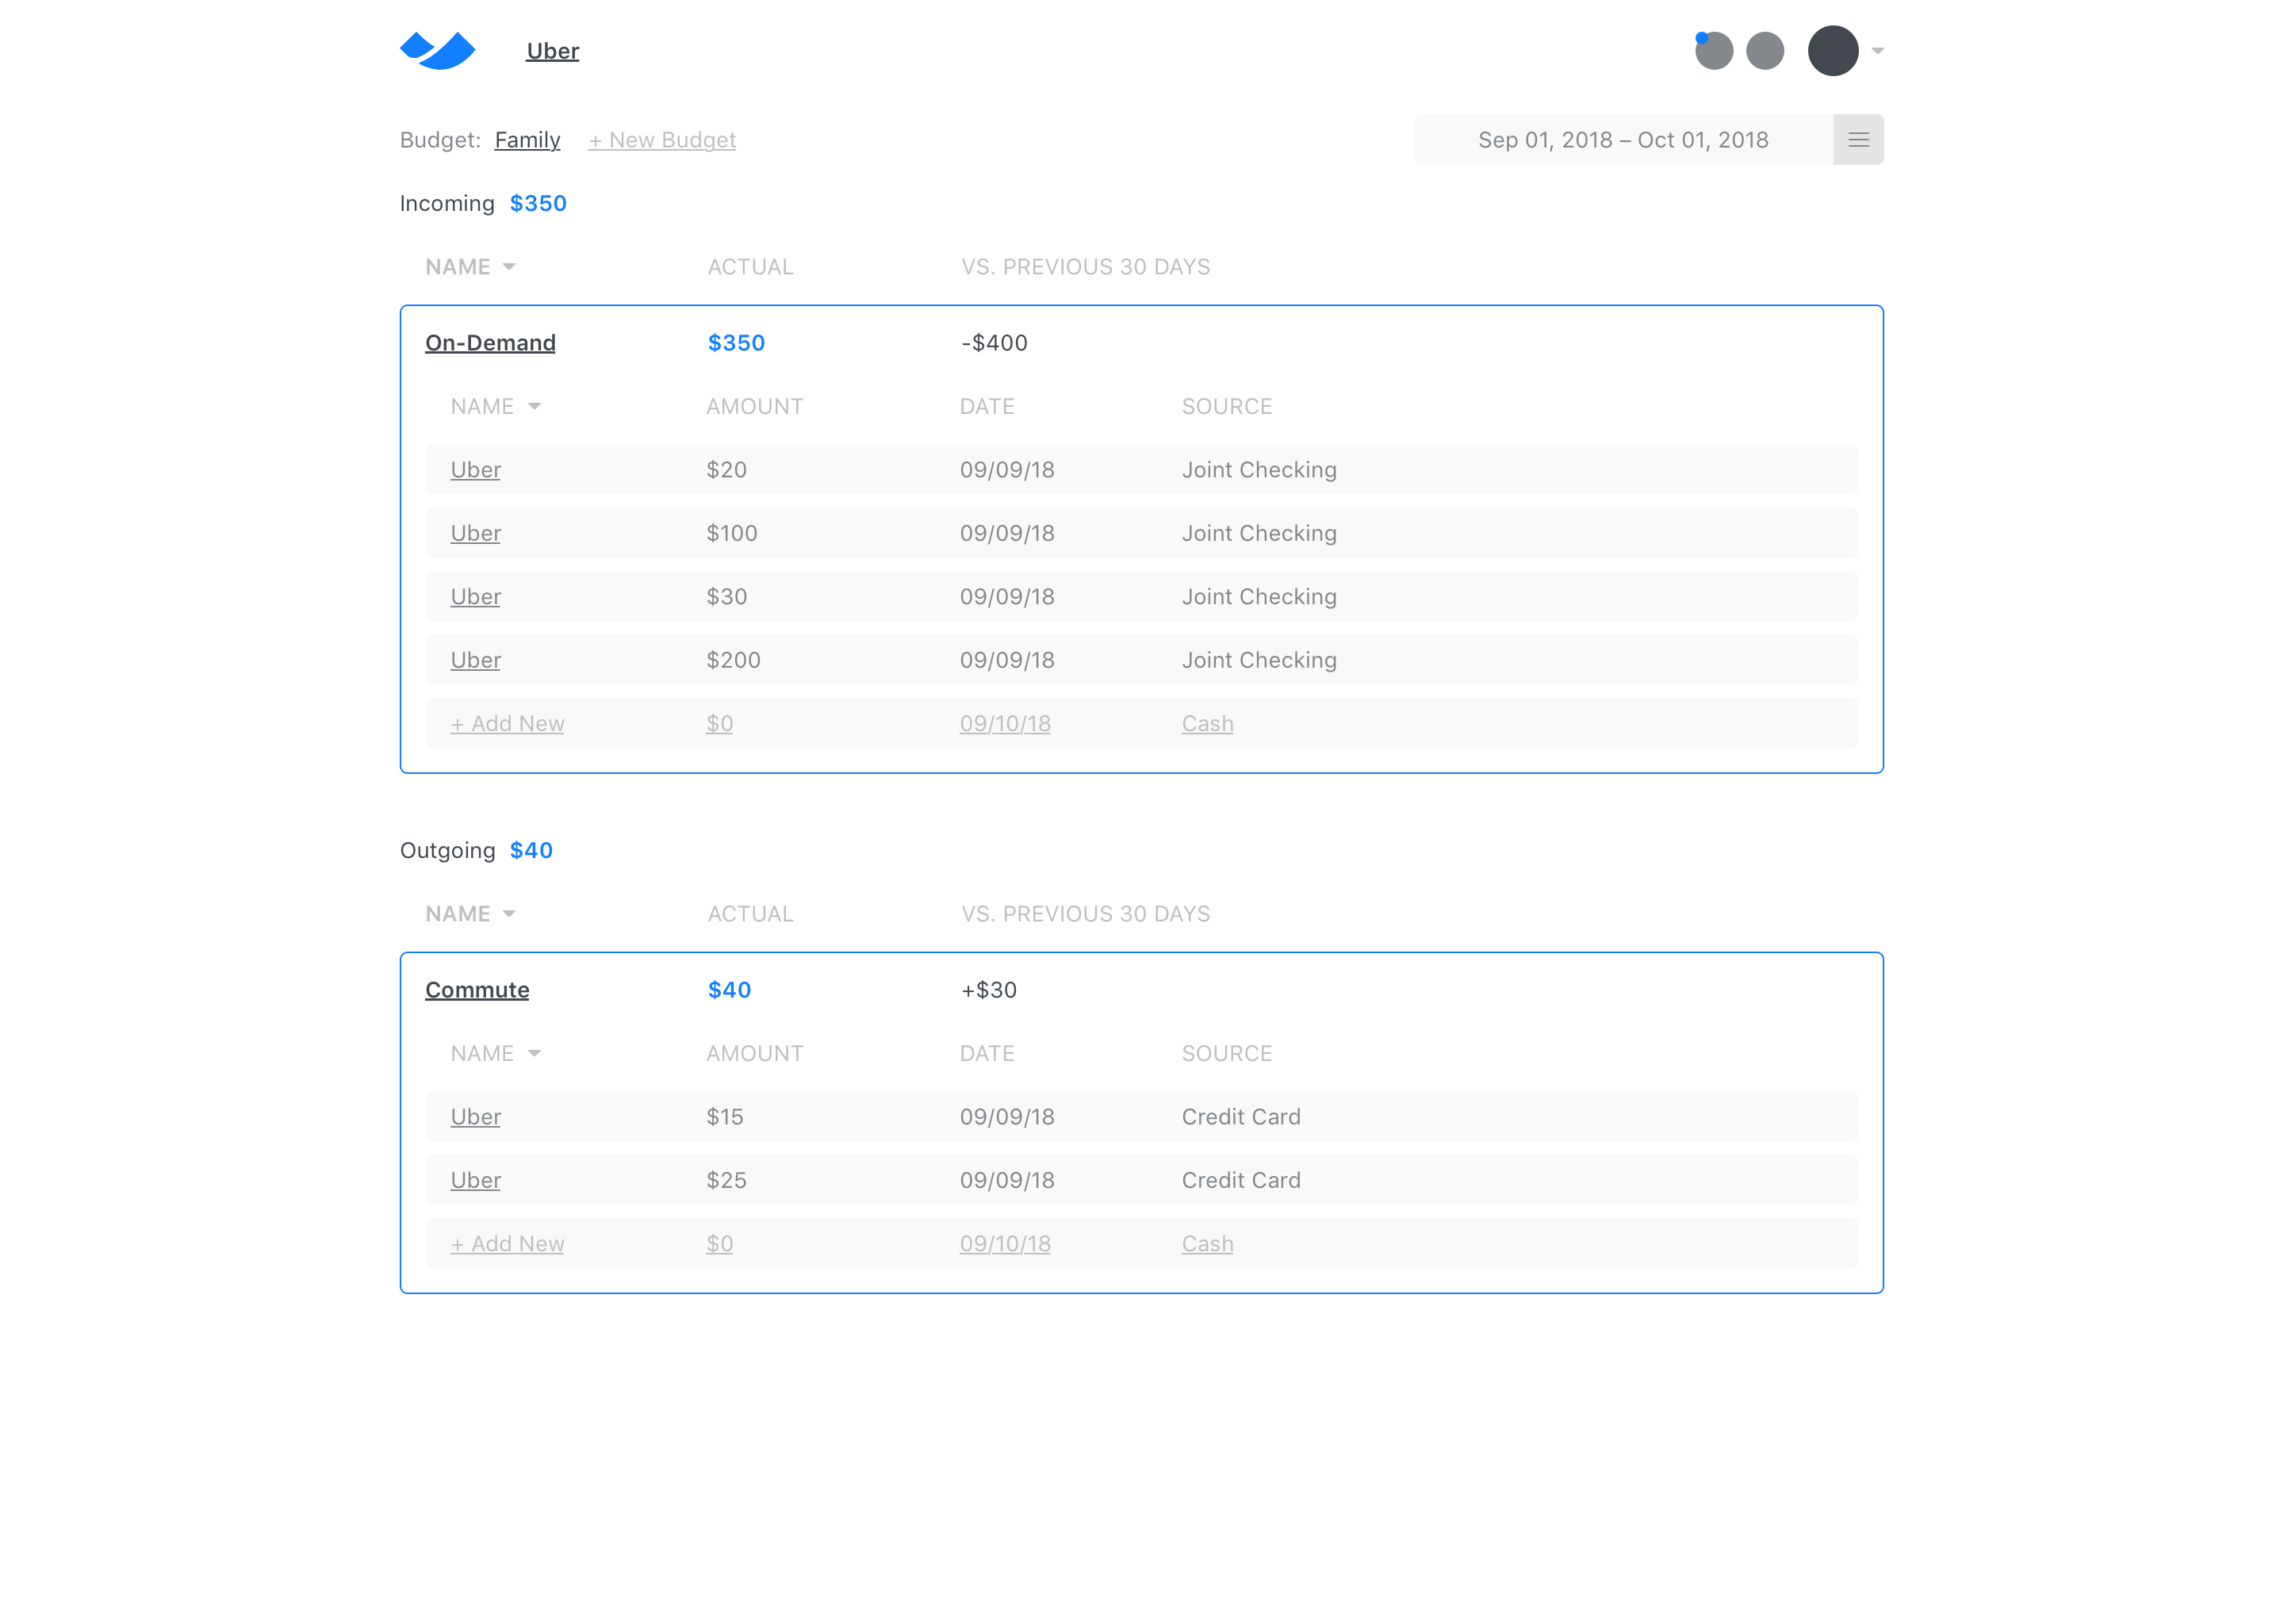 Uber
Budget: Family + New Budget Sep 01, 2018 – Oct 01, 2018
Incoming $350
NAME ACTUAL VS. PREVIOUS 30 DAYS
On-Demand $350 -$400
NAME AMOUNT DATE SOURCE
Uber $20 09/09/18 Joint Checking
Uber $100 09/09/18 Joint Checking
Uber $30 09/09/18 Joint Checking
Uber $200 09/09/18 Joint Checking
+ Add New $0 09/10/18 Cash
Outgoing $40
NAME ACTUAL VS. PREVIOUS 30 DAYS
Commute $40 +$30
NAME AMOUNT DATE SOURCE
Uber $15 09/09/18 Credit Card
Uber $25 09/09/18 Credit Card
+ Add New $0 09/10/18 Cash